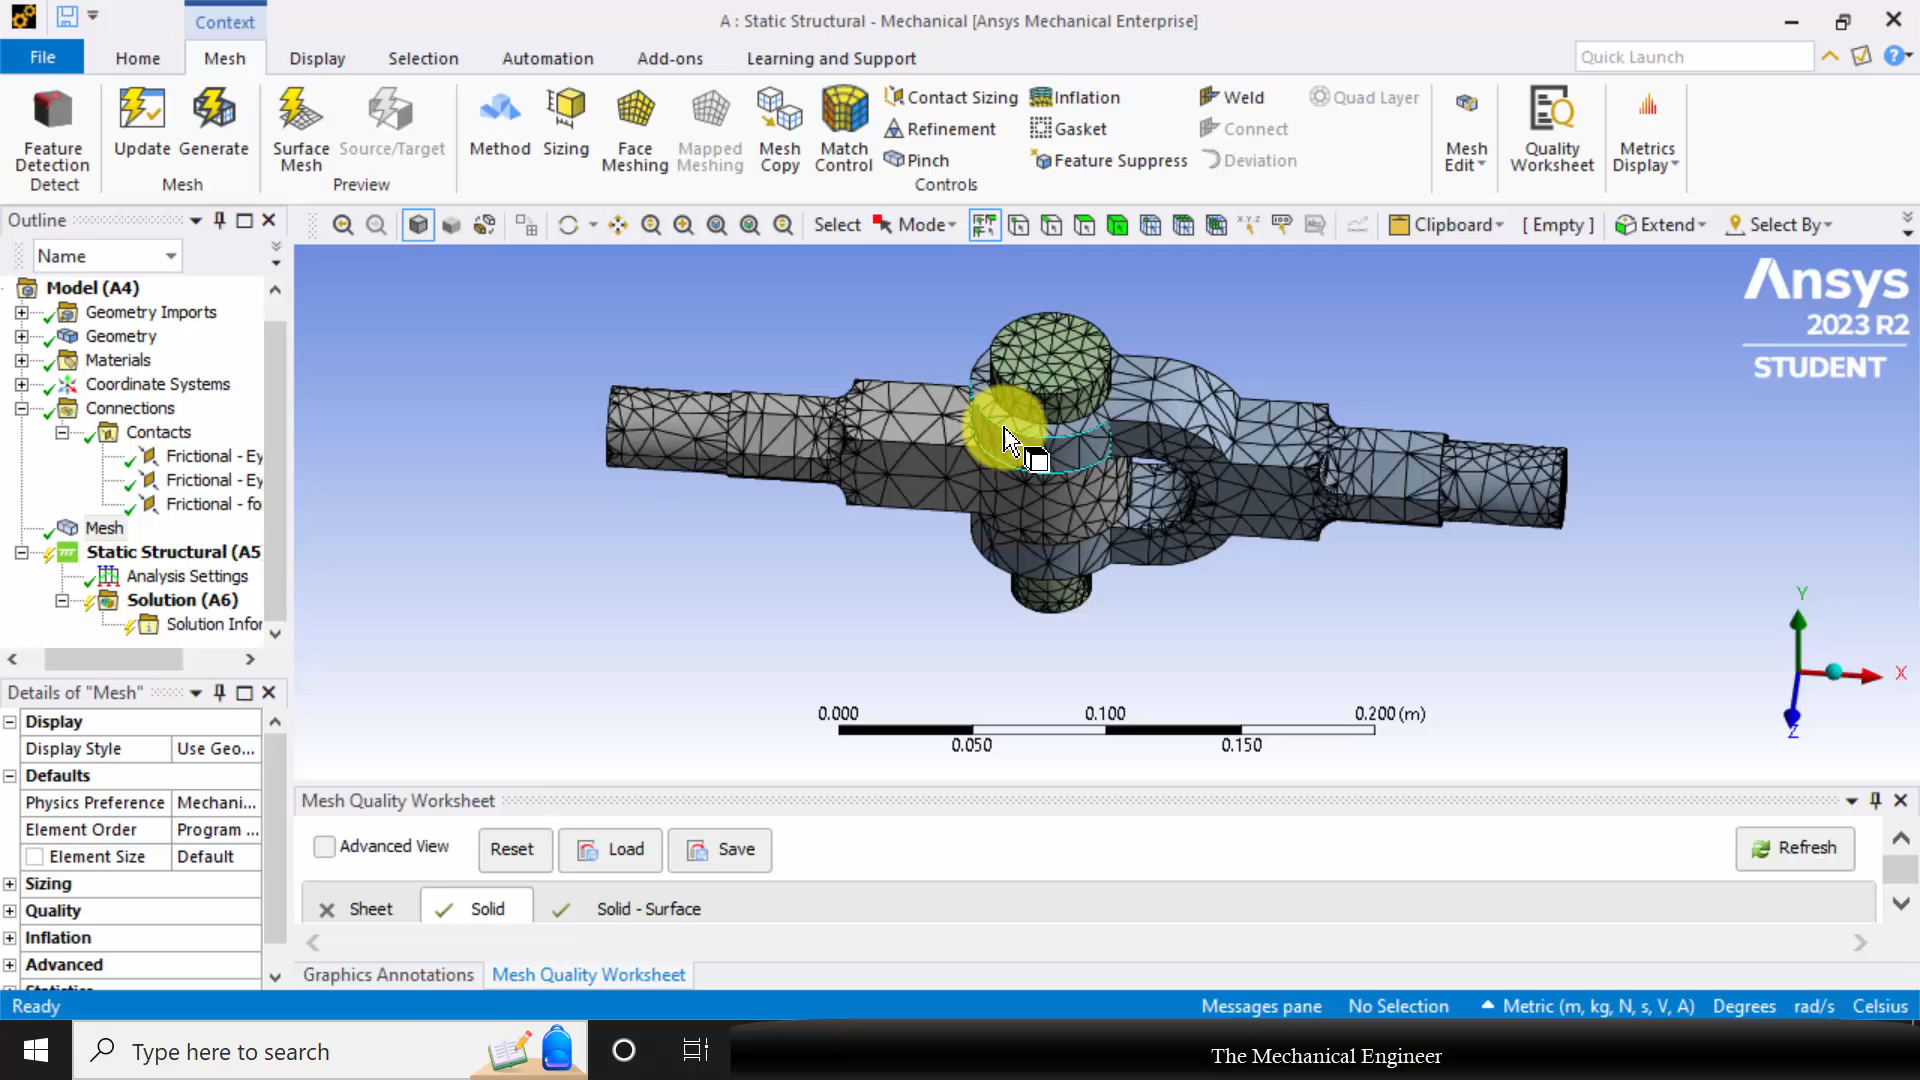 Context
A : Static Structural - Mechanical [Ansys Mechanical Enterprise]
File
Home
Mesh
Display
Selection
Automation
Add-ons
Learning and Support
Quick Launch
Feature Detection
Detect
Update
Generate
Mesh
Surface Mesh
Source/Target
Preview
Method
Sizing
Face Meshing
Mapped Meshing
Mesh Copy
Match Control
Contact Sizing
Refinement
Pinch
Inflation
Gasket
Feature Suppress
Weld
Connect
Deviation
Quad Layer
Controls
Mesh Edit
Quality Worksheet
Metrics Display
Outline
Select
Mode
Clipboard
[ Empty ]
Extend
Select By
Name
Model (A4)
Geometry Imports
Geometry
Materials
Coordinate Systems
Connections
Contacts
Frictional - Ey
Frictional - Ey
Frictional - fo
Mesh
Static Structural (A5
Analysis Settings
Solution (A6)
Solution Infor
Ansys
2023 R2
STUDENT
Y
X
Z
0.000
0.100
0.200 (m)
0.050
0.150
Details of "Mesh"
Display
Display Style Use Geo...
Defaults
Physics Preference Mechani...
Element Order Program ...
Element Size Default
Sizing
Quality
Inflation
Advanced
Mesh Quality Worksheet
Advanced View
Reset
Load
Save
Refresh
Sheet
Solid
Solid - Surface
Graphics Annotations
Mesh Quality Worksheet
Ready
Messages pane
No Selection
Metric (m, kg, N, s, V, A)
Degrees
rad/s
Celsius
Type here to search
The Mechanical Engineer